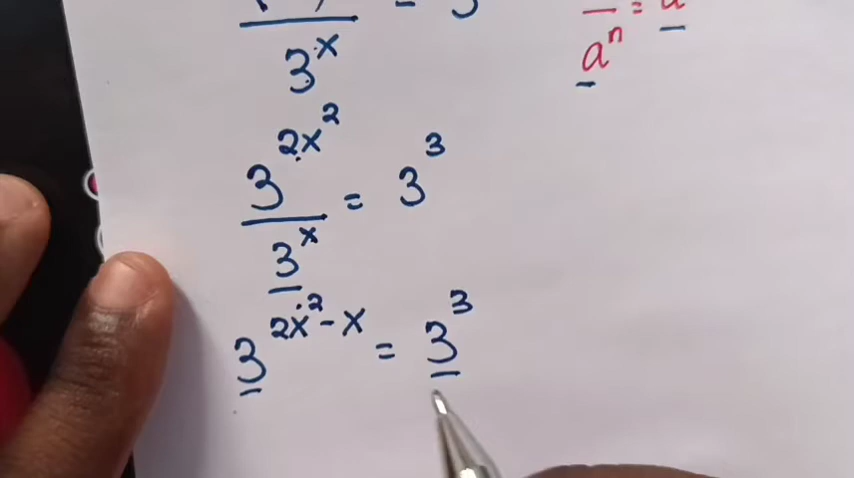 3^x
a^n = a
3^{2x^2} / 3^x = 3^3
3^{2x^2-x} = 3^3